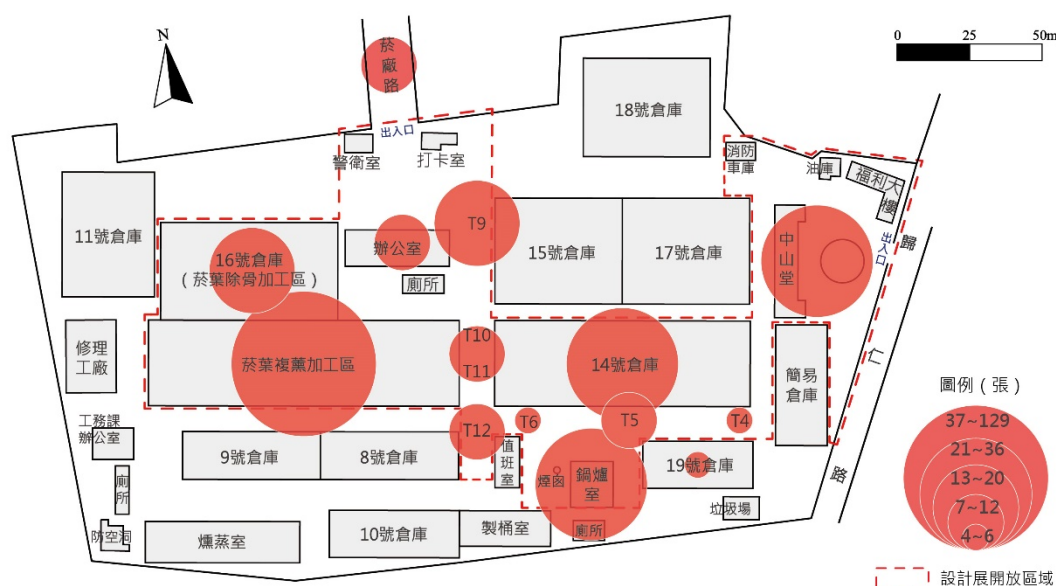 N
菸廠路
0 25 50m
18號倉庫
出入口
警衛室
打卡室
消防車庫
油庫
福利大樓
11號倉庫
16號倉庫
(菸葉除骨加工區)
辦公室
T9
廁所
15號倉庫
17號倉庫
中山堂
出入口
歸仁路
修理工廠
菸葉複薰加工區
T10
T11
14號倉庫
簡易倉庫
工務課
辦公室
9號倉庫
8號倉庫
T12
值班室
T6
T5
T4
煙囪
鍋爐室
19號倉庫
垃圾場
廁所
防空洞
燻蒸室
10號倉庫
製桶室
廁所
圖例(張)
37~129
21~36
13~20
7~12
4~6
設計展開放區域